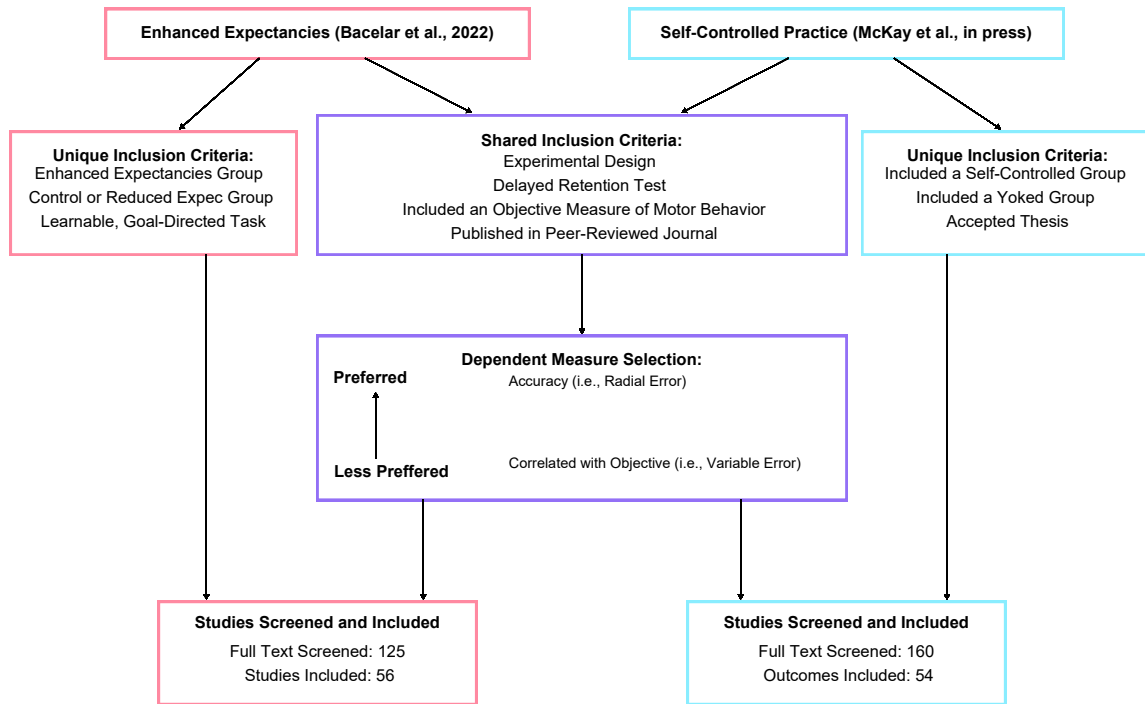 Enhanced Expectancies (Bacelar et al., 2022)
Self-Controlled Practice (McKay et al., in press)
Unique Inclusion Criteria:
Enhanced Expectancies Group
Control or Reduced Expec Group
Learnable, Goal-Directed Task
Shared Inclusion Criteria:
Experimental Design
Delayed Retention Test
Included an Objective Measure of Motor Behavior
Published in Peer-Reviewed Journal
Unique Inclusion Criteria:
Included a Self-Controlled Group
Included a Yoked Group
Accepted Thesis
Dependent Measure Selection:
Preferred
Accuracy (i.e., Radial Error)
Less Preffered
Correlated with Objective (i.e., Variable Error)
Studies Screened and Included
Full Text Screened: 125
Studies Included: 56
Studies Screened and Included
Full Text Screened: 160
Outcomes Included: 54